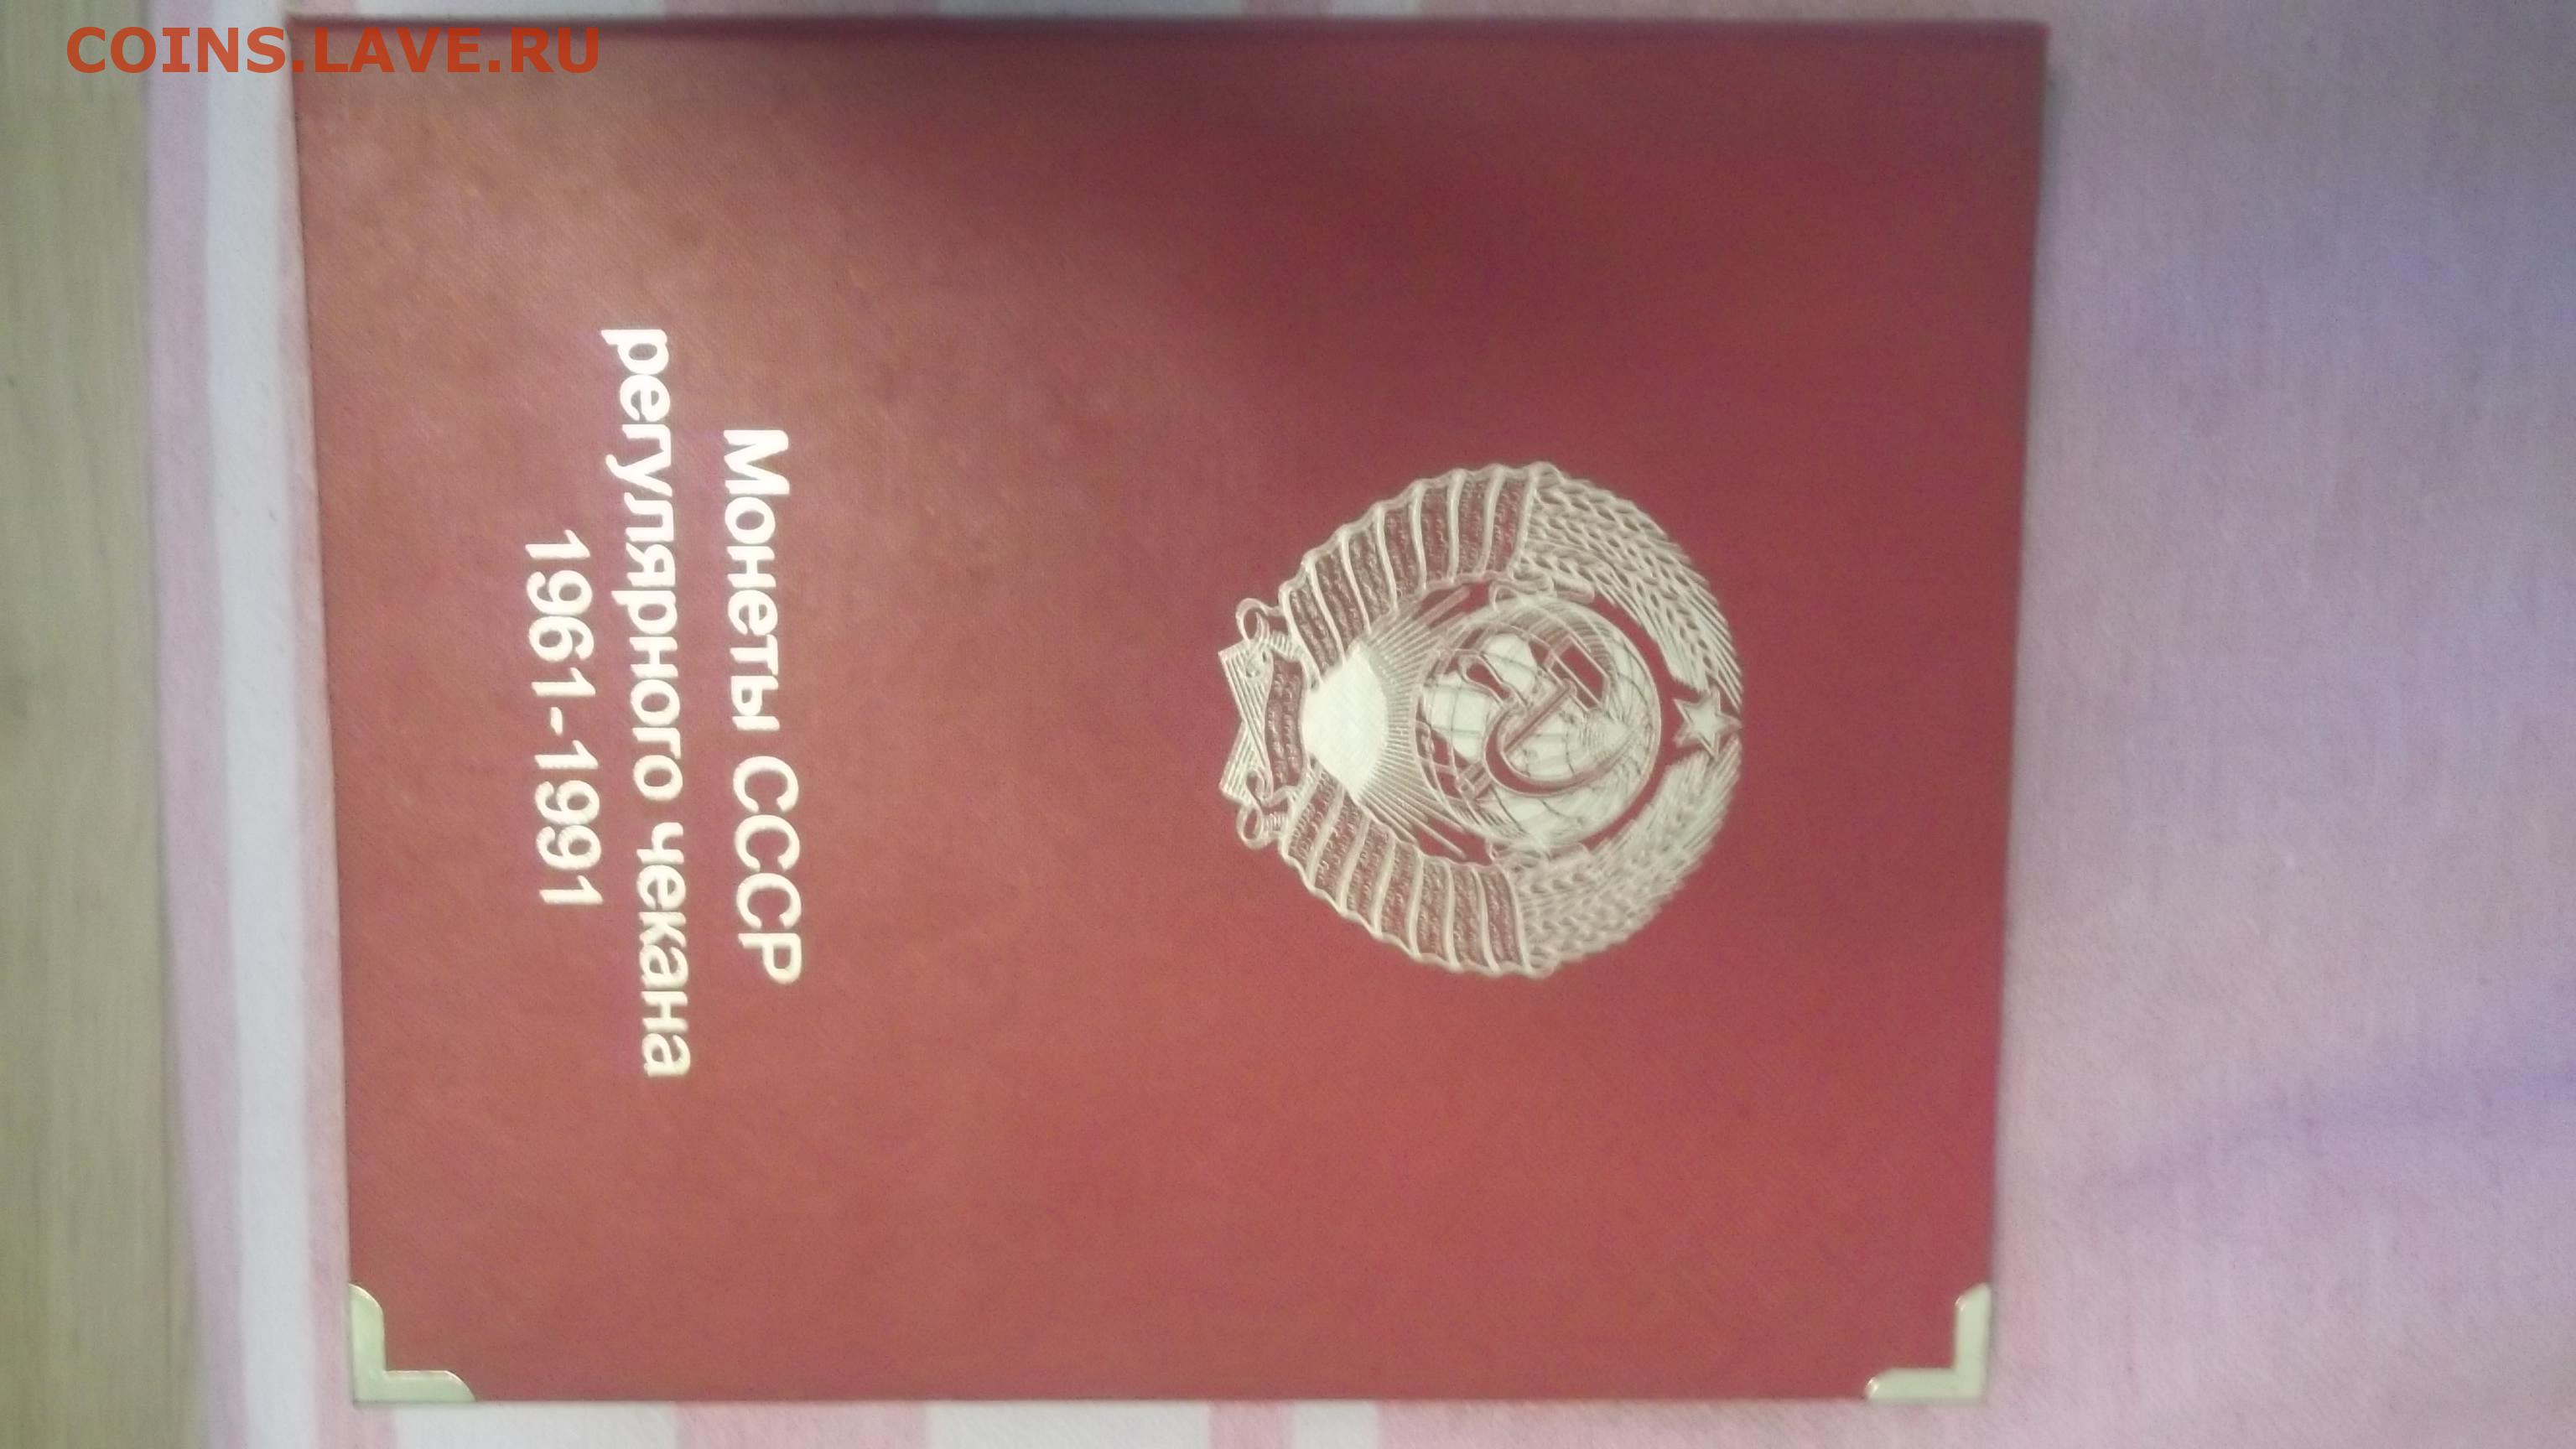 COINS.LAVE.RU
Монеты СССР
регулярного чекана
1961-1991